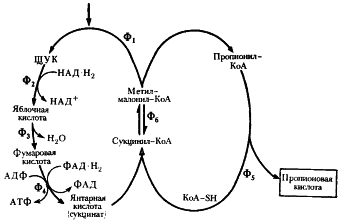 Ф1
ЩУК
Пропионил–
КоА
Ф2
НАД·Н2
НАД+
Метил–
малонил–КоА
Ф6
Яблочная
кислота
Ф3
Н2О
Сукцинил–КоА
Фумаровая
кислота
ФАД·Н2
АДФ
Ф4
ФАД
АТФ
Янтарная
кислота
(сукцинат)
КоА–SH
Ф5
Пропионовая
кислота